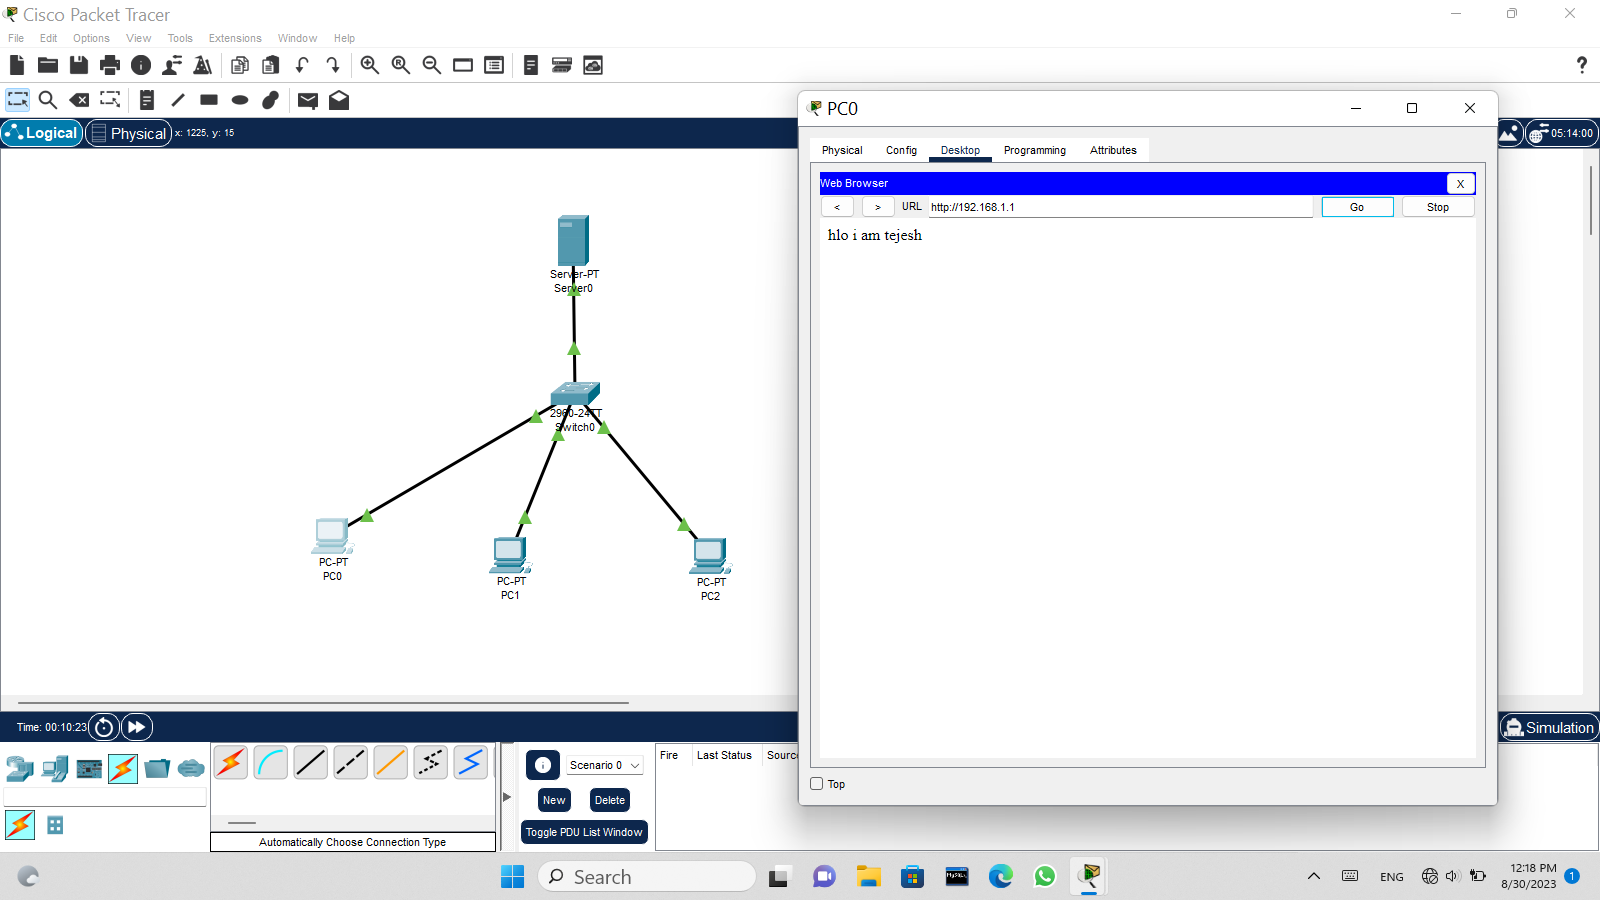 Cisco Packet Tracer
File Edit Options View Tools Extensions Window Help
?
Logical Physical x: 1225, y: 15
05:14:00
Server-PT
Server0
2960-24TT
Switch0
PC-PT
PC0
PC-PT
PC1
PC-PT
PC2
PC0
Physical Config Desktop Programming Attributes
Web Browser X
< > URL http://192.168.1.1 Go Stop
hlo i am tejesh
Top
Time: 00:10:23
Simulation
Scenario 0
New Delete
Toggle PDU List Window
Fire Last Status Source
Automatically Choose Connection Type
Search
MySQL
ENG
12:18 PM
8/30/2023
1